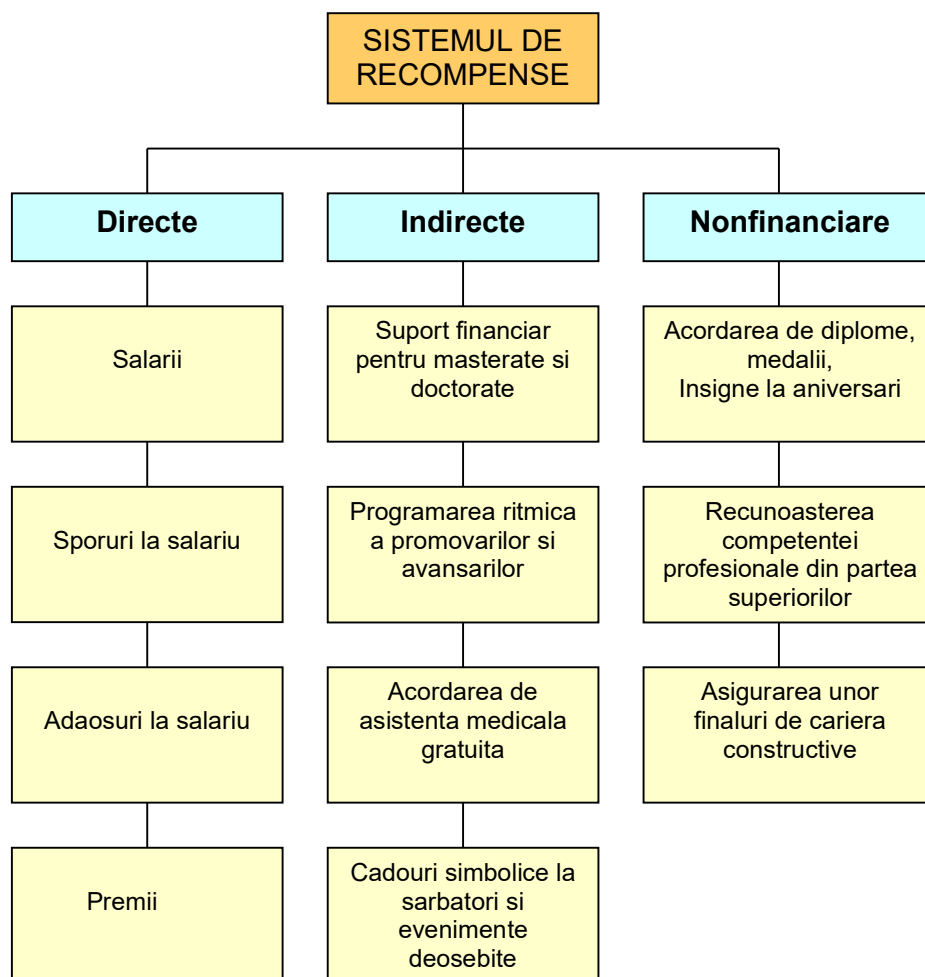 SISTEMUL DE
RECOMPENSE
Directe
Indirecte
Nonfinanciare
Salarii
Suport financiar
pentru masterate si
doctorate
Acordarea de diplome,
medalii,
Insigne la aniversari
Sporuri la salariu
Programarea ritmica
a promovarilor si
avansarilor
Recunoasterea
competentei
profesionale din partea
superiorilor
Adaosuri la salariu
Acordarea de
asistenta medicala
gratuita
Asigurarea unor
finaluri de cariera
constructive
Premii
Cadouri simbolice la
sarbatori si
evenimente
deosebite